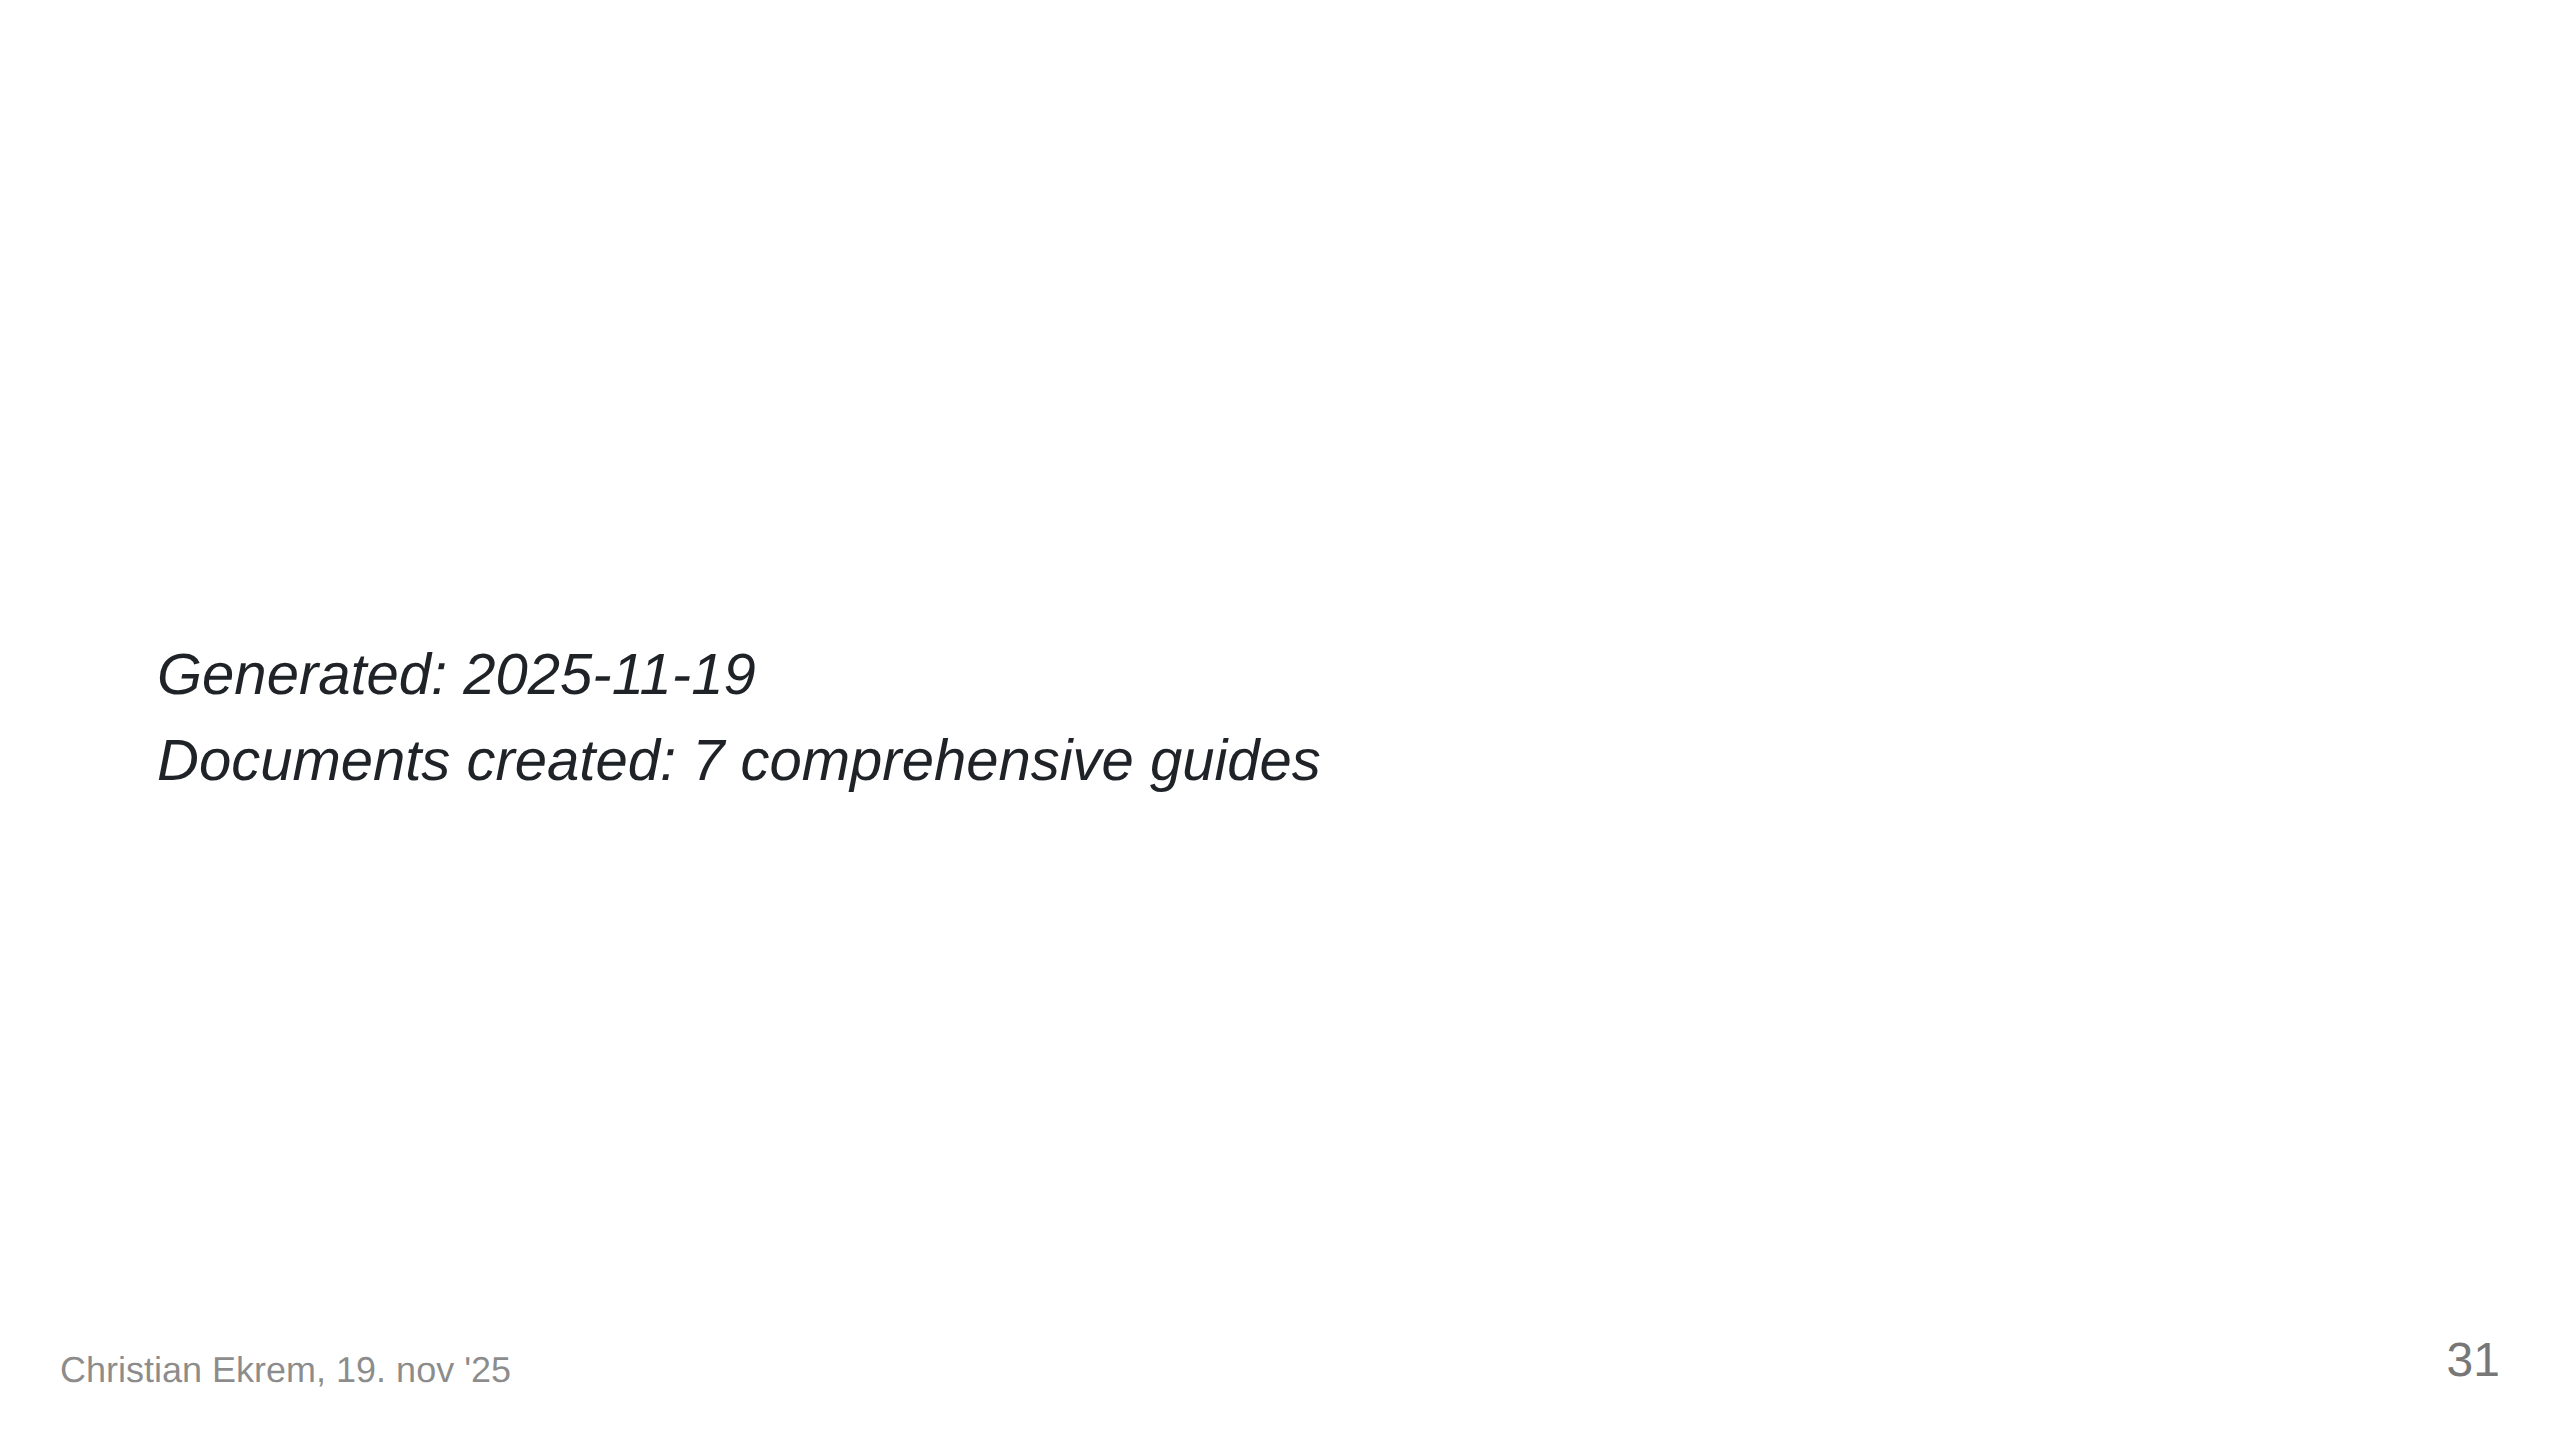 Generated: 2025-11-19
Documents created: 7 comprehensive guides
Christian Ekrem, 19. nov '25
31